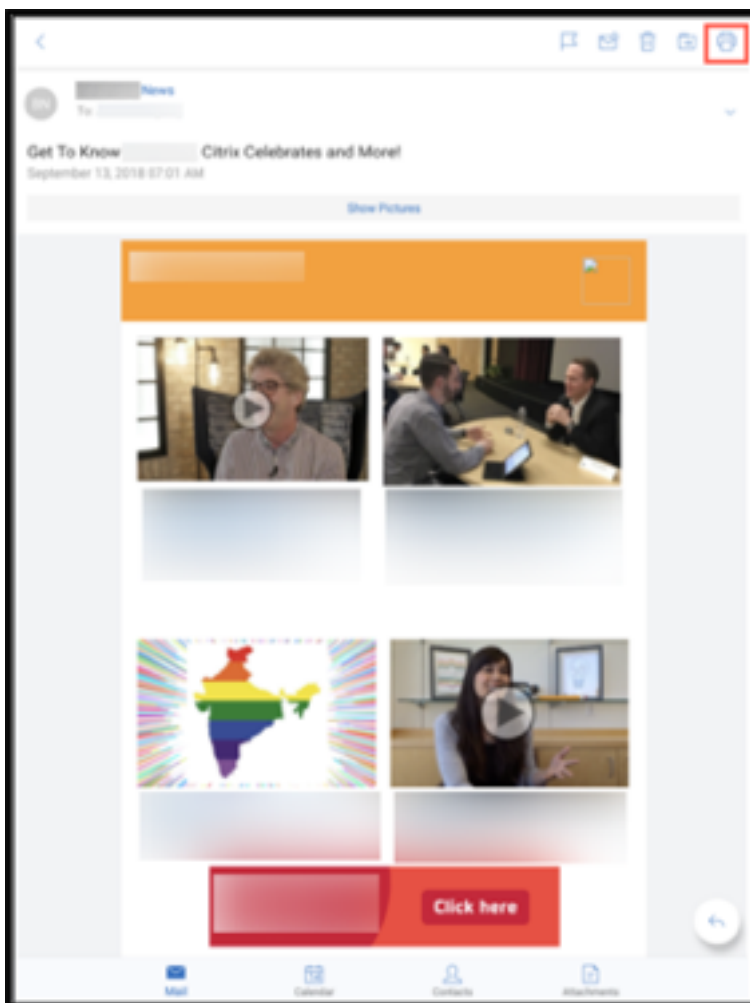 News
To:
Get To Know Citrix Celebrates and More!
September 13, 2018 07:01 AM
Show Pictures
Click here
Mail
Calendar
Contacts
Attachments